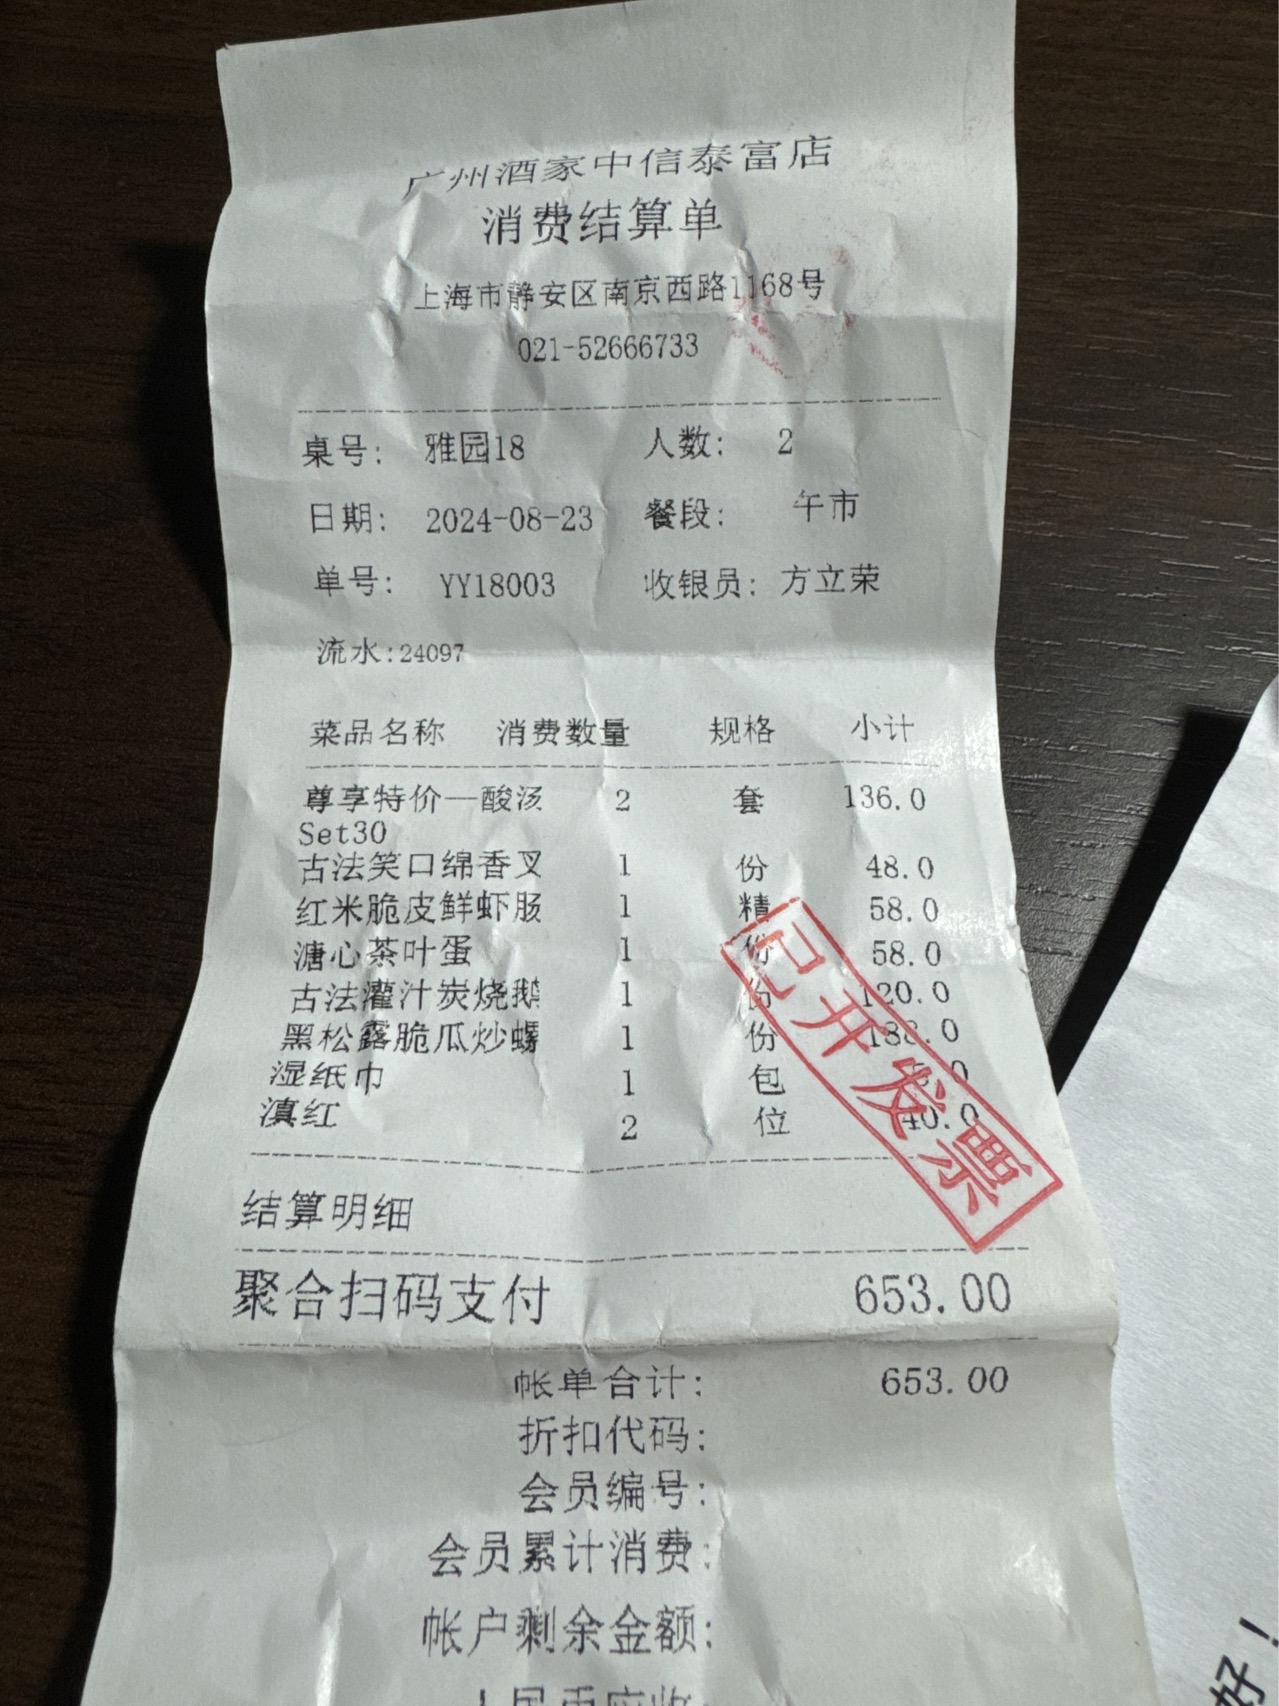 广州酒家中信泰富店
消费结算单
上海市静安区南京西路1168号
021-52666733
桌号: 雅园18 人数: 2
日期: 2024-08-23 餐段: 午市
单号: YY18003 收银员: 方立荣
流水:24097
菜品名称 消费数量 规格 小计
尊享特价—酸汤 2 套 136.0
Set30
古法笑口绵香叉 1 份 48.0
红米脆皮鲜虾肠 1 精 58.0
溏心茶叶蛋 1 份 58.0
古法灌汁炭烧鹅 1 份 120.0
黑松露脆瓜炒螺 1 份 188.0
湿纸巾 1 包
滇红 2 位 40.0
已开发票
结算明细
聚合扫码支付 653.00
帐单合计: 653.00
折扣代码:
会员编号:
会员累计消费:
帐户剩余金额:
好！